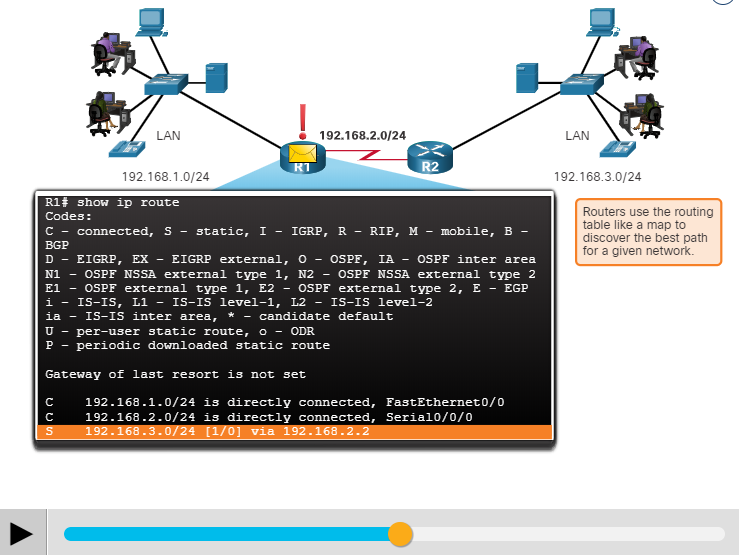 192.168.2.0/24
LAN
LAN
R1
R2
192.168.1.0/24
192.168.3.0/24
R1# show ip route
Codes:
C - connected, S - static, I - IGRP, R - RIP, M - mobile, B -
BGP
D - EIGRP, EX - EIGRP external, O - OSPF, IA - OSPF inter area
N1 - OSPF NSSA external type 1, N2 - OSPF NSSA external type 2
E1 - OSPF external type 1, E2 - OSPF external type 2, E - EGP
i - IS-IS, L1 - IS-IS level-1, L2 - IS-IS level-2
ia - IS-IS inter area, * - candidate default
U - per-user static route, o - ODR
P - periodic downloaded static route
Gateway of last resort is not set
C 192.168.1.0/24 is directly connected, FastEthernet0/0
C 192.168.2.0/24 is directly connected, Serial0/0/0
S 192.168.3.0/24 [1/0] via 192.168.2.2
Routers use the routing
table like a map to
discover the best path
for a given network.